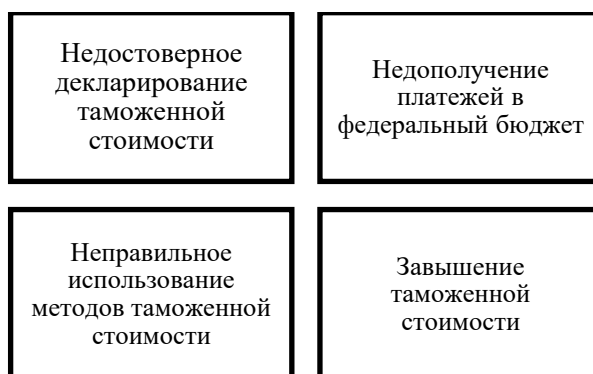 Недостоверное
декларирование
таможенной
стоимости
Недополучение
платежей в
федеральный бюджет
Неправильное
использование
методов таможенной
стоимости
Завышение
таможенной
стоимости